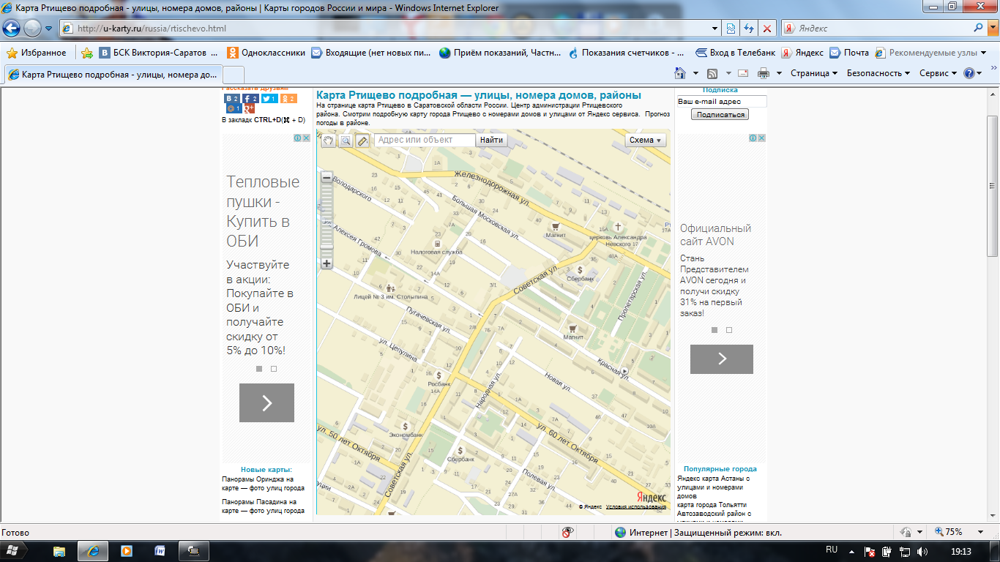 Карта Ртищево подробная - улицы, номера домов, районы | Карты городов России и мира - Windows Internet Explorer
http://u-karty.ru/russia/rtischevo.html
Яндекс
Избранное
БСК Виктория-Саратов ...
Одноклассники
Входящие (нет новых пи...
Приём показаний, Частн...
Показания счетчиков - ...
Вход в Телебанк
Яндекс
Почта
Рекомендуемые узлы
Карта Ртищево подробная - улицы, номера до...
Страница
Безопасность
Сервис
Рассказать друзьям
2
2
1
2
1
В закладк CTRL+D(⌘ + D)
Тепловые
пушки -
Купить в
ОБИ
Участвуйте
в акции:
Покупайте в
ОБИ и
получайте
скидку от
5% до 10%!
Новые карты:
Панорамы Оринджа на
карте — фото улиц города
Панорамы Пасадина на
карте — фото улиц города
Карта Ртищево подробная — улицы, номера домов, районы
На странице карта Ртищево в Саратовской области России. Центр администрации Ртищевского
района. Смотрим подробную карту города Ртищево с номерами домов и улицами от Яндекс сервиса. Прогноз
погоды в районе.
Адрес или объект
Найти
Схема
Железнодорожная ул.
Володарского
Большая Московская ул.
Алексея Громова
Магнит
15А
церковь Александра
Невского 17
Налоговая служба
48А
Советская ул.
Сбербанк
14А
3/1
Лицей № 3 им. Столыпина
Пролетарская ул.
Пугачевская ул.
Магнит
2/8
ул. Цепулина
Красная ул.
Росбанк
14А
Народная ул.
Новая ул.
27А
Экономбанк
ул. 50 лет Октября
ул. 60 лет Октября
Сбербанк
Советская ул.
Полевая ул.
Яндекс
© Яндекс Условия использования
Подписка
Ваш e-mail адрес
Подписаться
Официальный
сайт AVON
Стань
Представителем
AVON сегодня и
получи скидку
31% на первый
заказ!
Популярные города
Яндекс карта Астаны с
улицами и номерами
домов
карта города Тольятти
Автозаводский район с
Готово
Интернет | Защищенный режим: вкл.
75%
RU
19:13